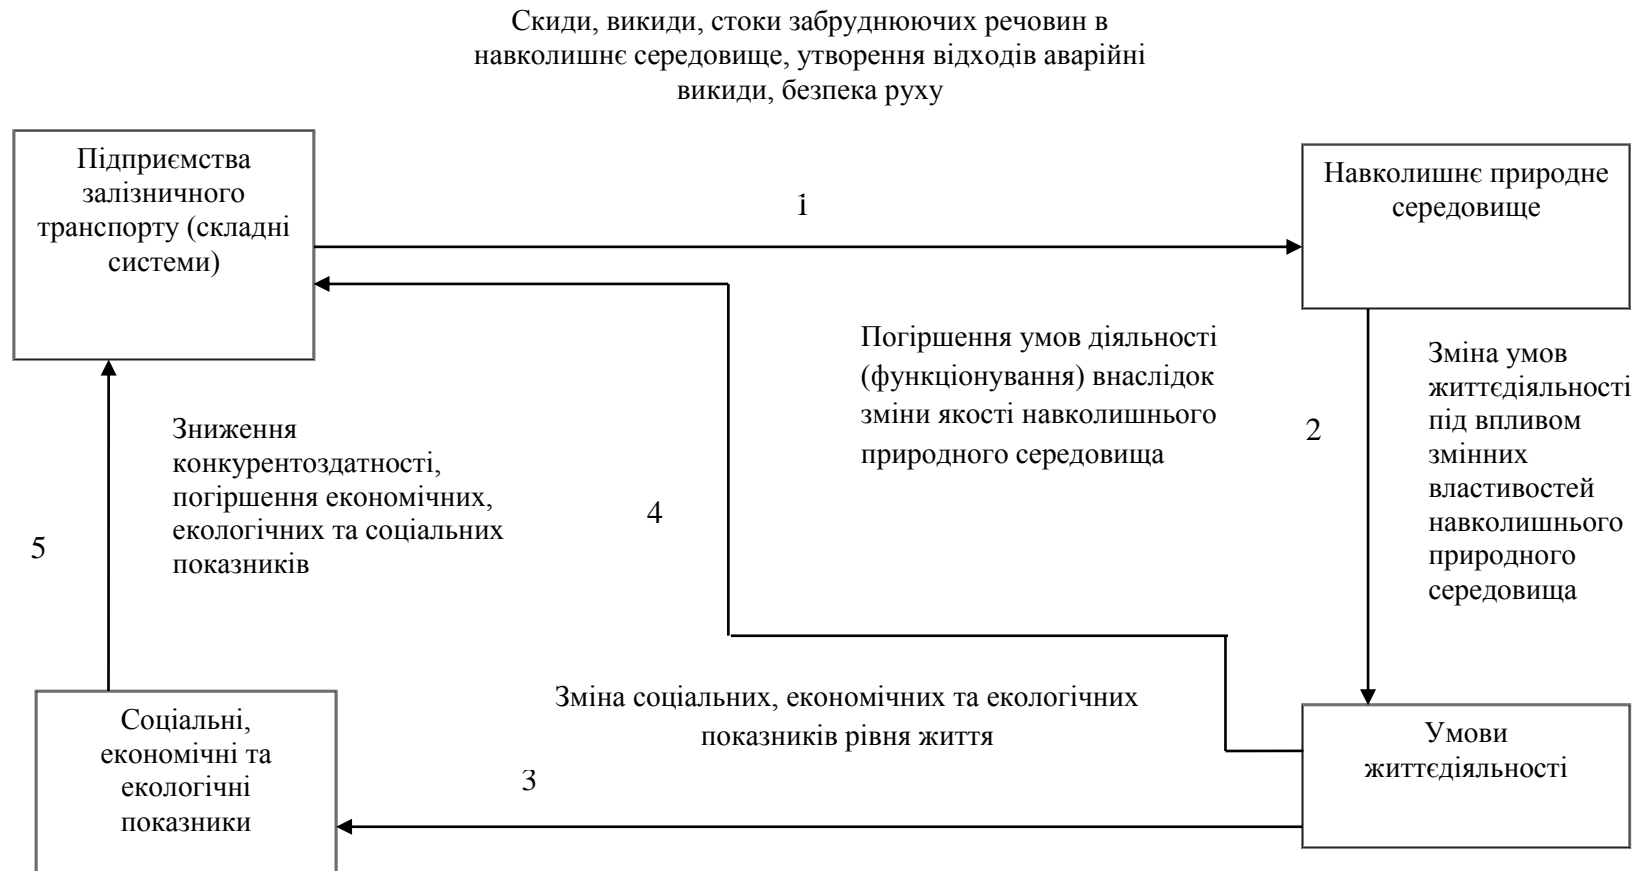 Скиди, викиди, стоки забруднюючих речовин в
навколишнє середовище, утворення відходів аварійні
викиди, безпека руху
Підприємства
залізничного
транспорту (складні
системи)
1
Навколишнє природне
середовище
Погіршення умов діяльності
(функціонування) внаслідок
зміни якості навколишнього
природного середовища
2
Зміна умов
життєдіяльності
під впливом
змінних
властивостей
навколишнього
природного
середовища
Зниження
конкурентоздатності,
погіршення економічних,
екологічних та соціальних
показників
4
5
Соціальні,
економічні та
екологічні
показники
Зміна соціальних, економічних та екологічних
показників рівня життя
3
Умови
життєдіяльності